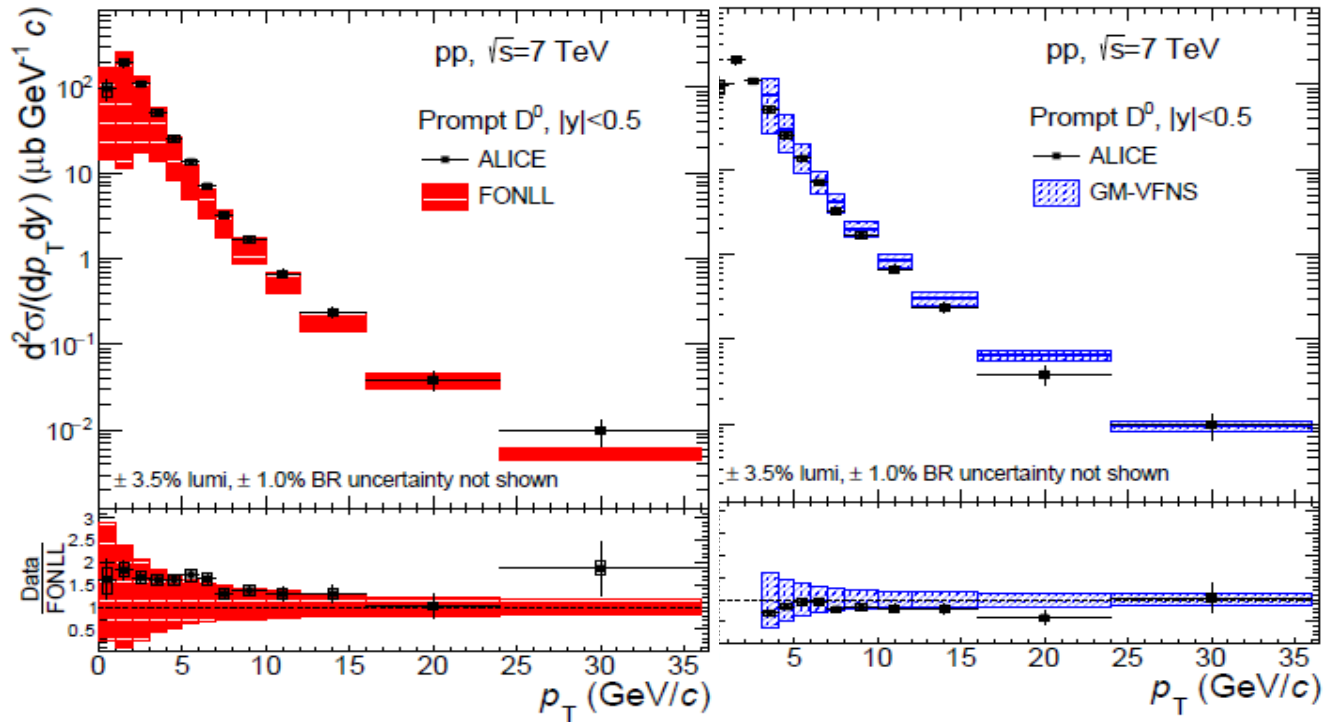 d²σ/(dp_T dy) (μb GeV⁻¹ c)
10²
10
1
10⁻¹
10⁻²
pp, √s=7 TeV
Prompt D⁰, |y|<0.5
ALICE
FONLL
± 3.5% lumi, ± 1.0% BR uncertainty not shown
Data
FONLL
3
2.5
2
1.5
1
0.5
0 5 10 15 20 25 30 35
p_T (GeV/c)
pp, √s=7 TeV
Prompt D⁰, |y|<0.5
ALICE
GM-VFNS
± 3.5% lumi, ± 1.0% BR uncertainty not shown
5 10 15 20 25 30 35
p_T (GeV/c)